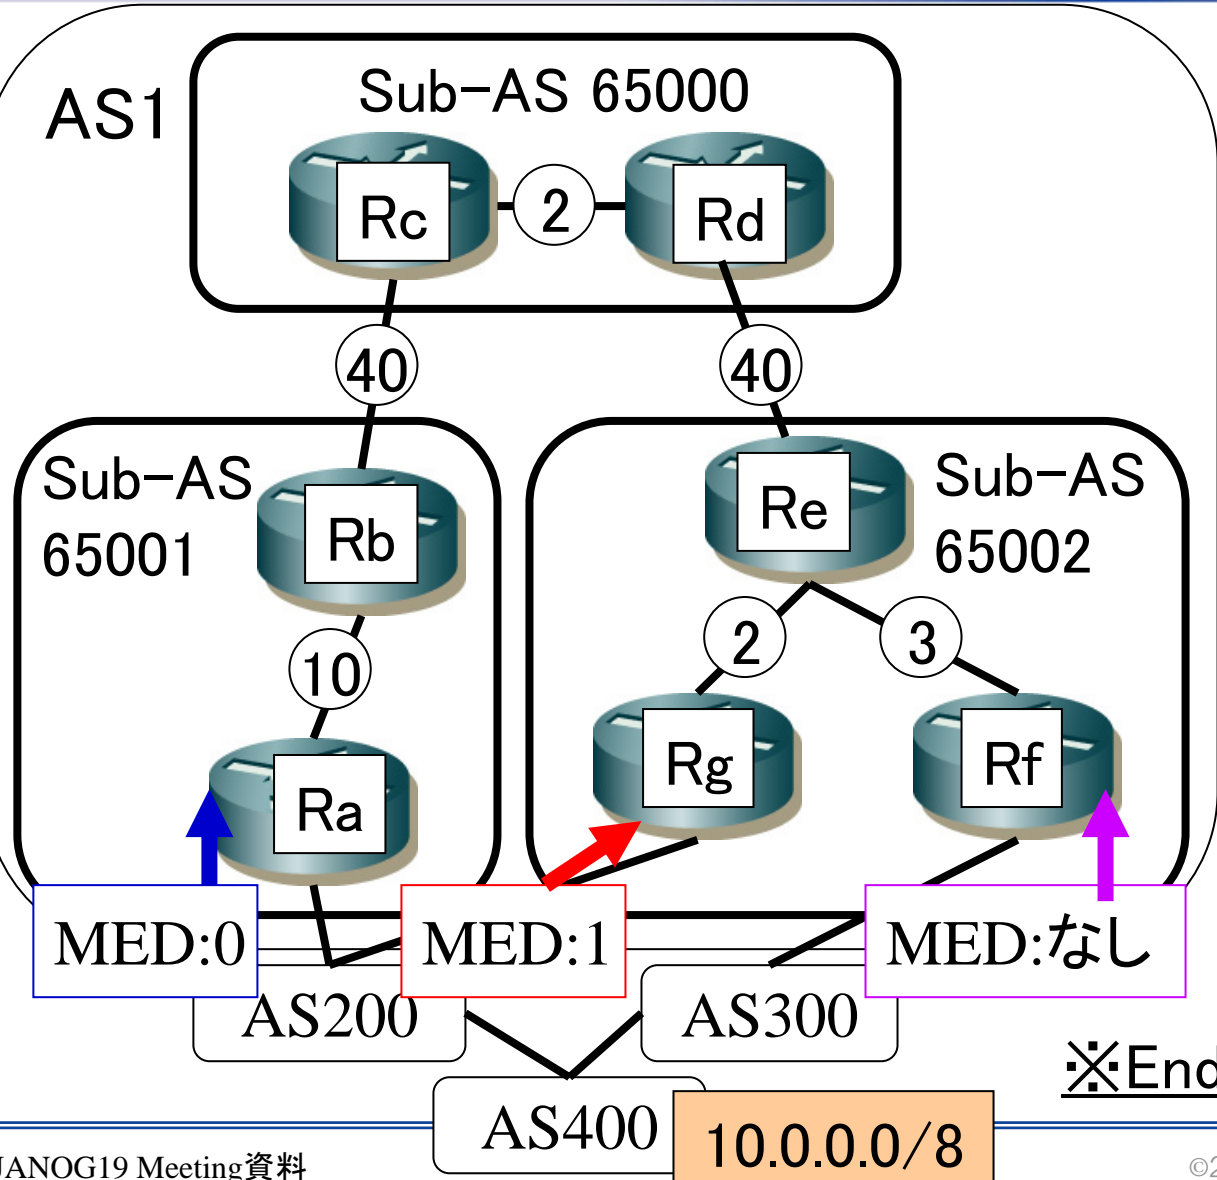 AS1
Sub-AS 65000
Rc
2
Rd
40
40
Sub-AS
65001
Rb
Re
Sub-AS
65002
10
2
3
Ra
Rg
Rf
MED:0
MED:1
MED:なし
AS200
AS300
※End
AS400
10.0.0.0/8
JANOG19 Meeting資料
©2